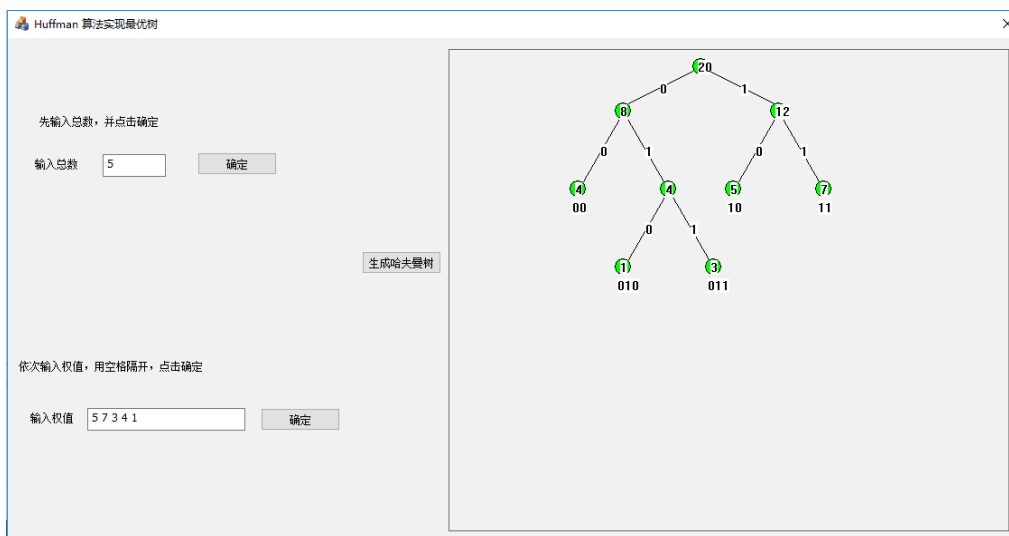 Huffman 算法实现最优树
先输入总数，并点击确定
输入总数 5 确定
生成哈夫曼树
依次输入权值，用空格隔开，点击确定
输入权值 5 7 3 4 1 确定
20
0 1
8 12
0 1 0 1
4 4 5 7
00 10 11
0 1
1 3
010 011